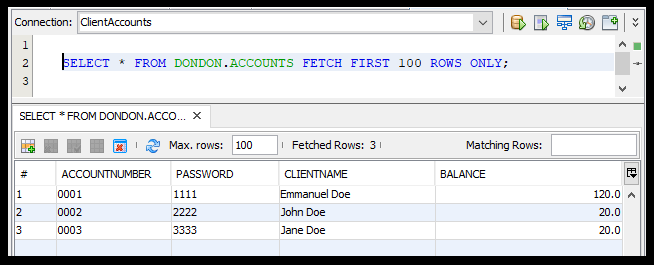 Connection: ClientAccounts
1
2 SELECT * FROM DONDON.ACCOUNTS FETCH FIRST 100 ROWS ONLY;
3
SELECT * FROM DONDON.ACCO... ×
Max. rows: 100 Fetched Rows: 3 Matching Rows:
# ACCOUNTNUMBER PASSWORD CLIENTNAME BALANCE
1 0001 1111 Emmanuel Doe 120.0
2 0002 2222 John Doe 20.0
3 0003 3333 Jane Doe 20.0